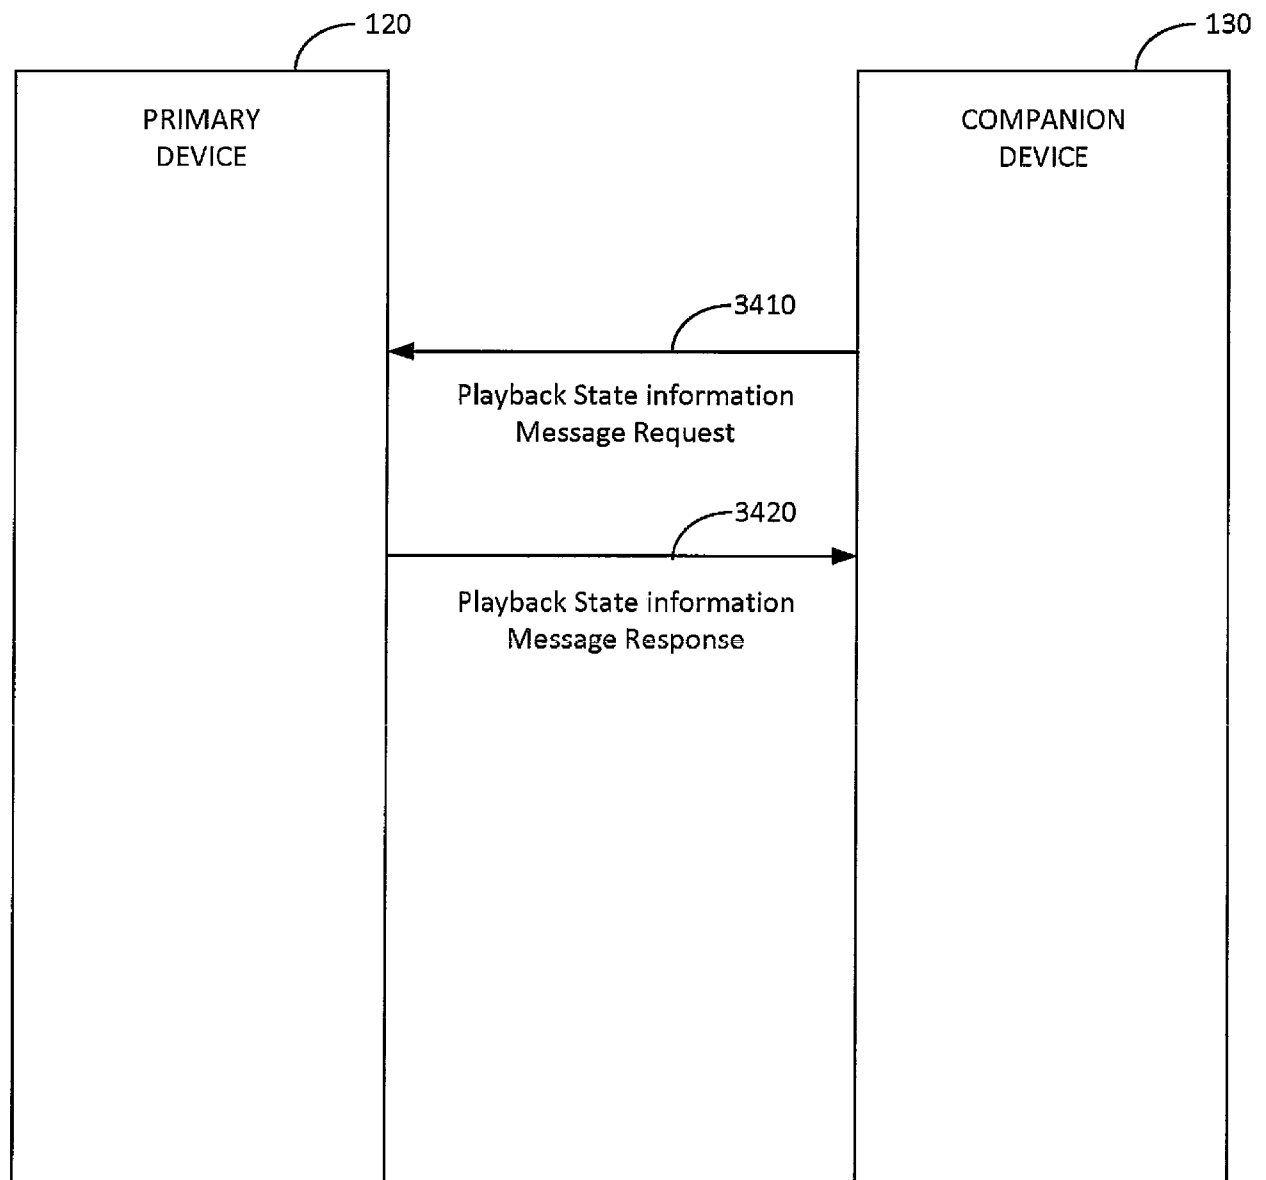 120
130
PRIMARY
DEVICE
COMPANION
DEVICE
3410
Playback State information
Message Request
3420
Playback State information
Message Response